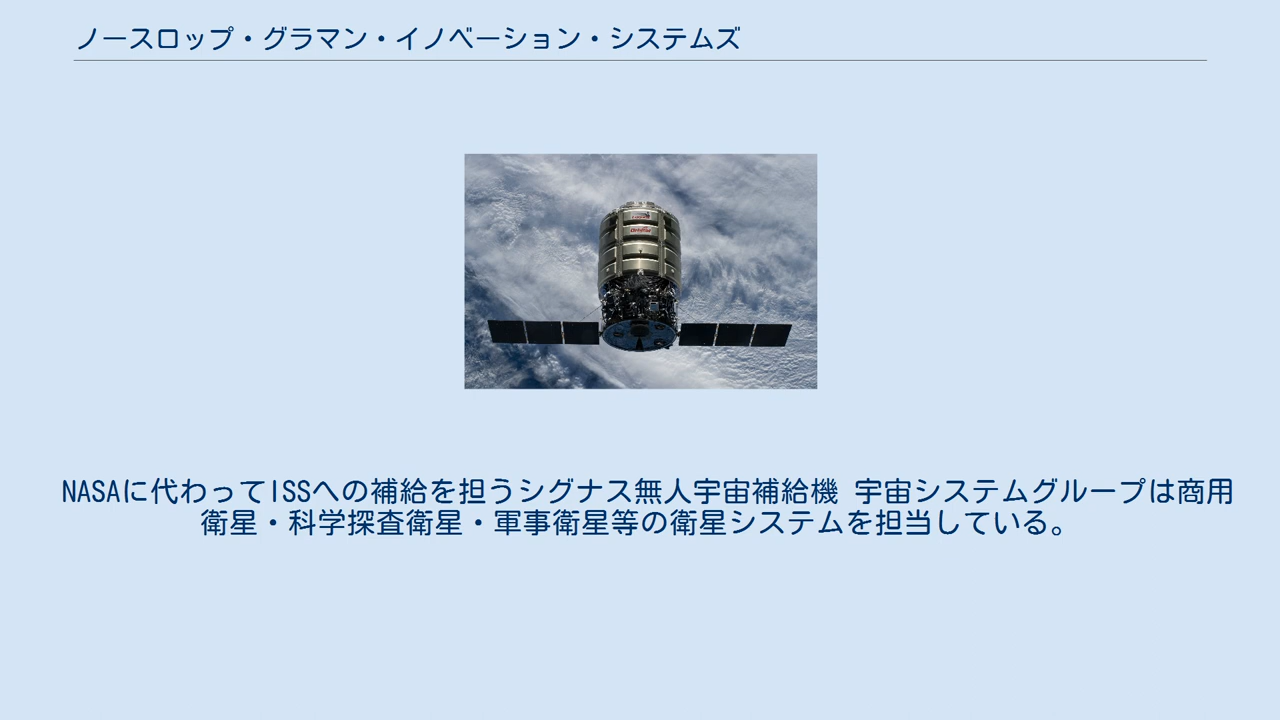 ノースロップ・グラマン・イノベーション・システムズ
NASAに代わってISSへの補給を担うシグナス無人宇宙補給機 宇宙システムグループは商用
衛星・科学探査衛星・軍事衛星等の衛星システムを担当している。